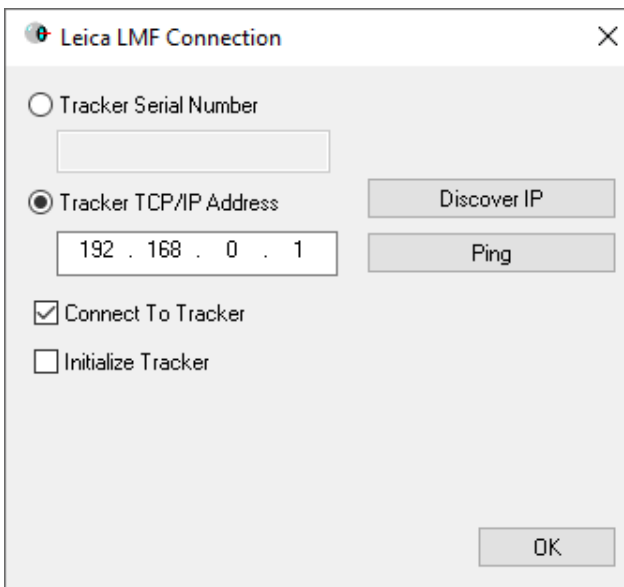 Leica LMF Connection
Tracker Serial Number
Tracker TCP/IP Address
Discover IP
192 . 168 . 0 . 1
Ping
Connect To Tracker
Initialize Tracker
OK